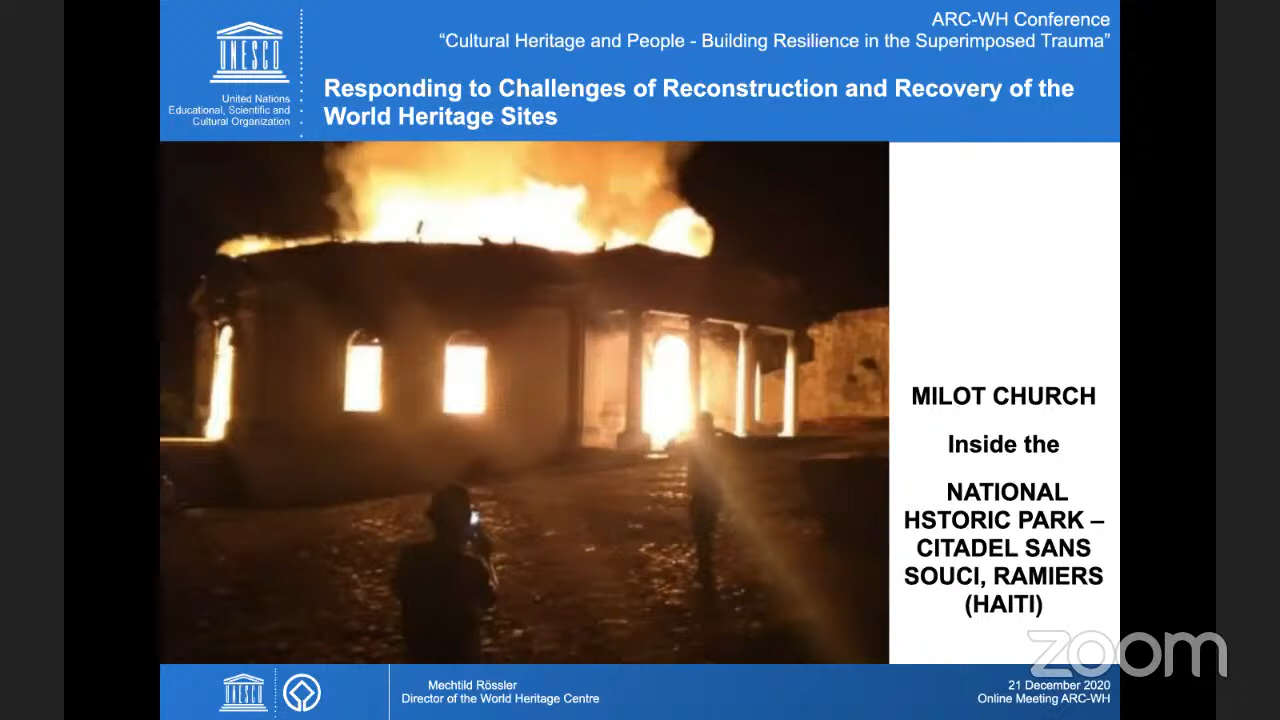 UNESCO
United Nations
Educational, Scientific and
Cultural Organization
ARC-WH Conference
“Cultural Heritage and People - Building Resilience in the Superimposed Trauma”
Responding to Challenges of Reconstruction and Recovery of the
World Heritage Sites
MILOT CHURCH
Inside the
NATIONAL
HSTORIC PARK –
CITADEL SANS
SOUCI, RAMIERS
(HAITI)
zoom
UNESCO
Mechtild Rössler
Director of the World Heritage Centre
21 December 2020
Online Meeting ARC-WH